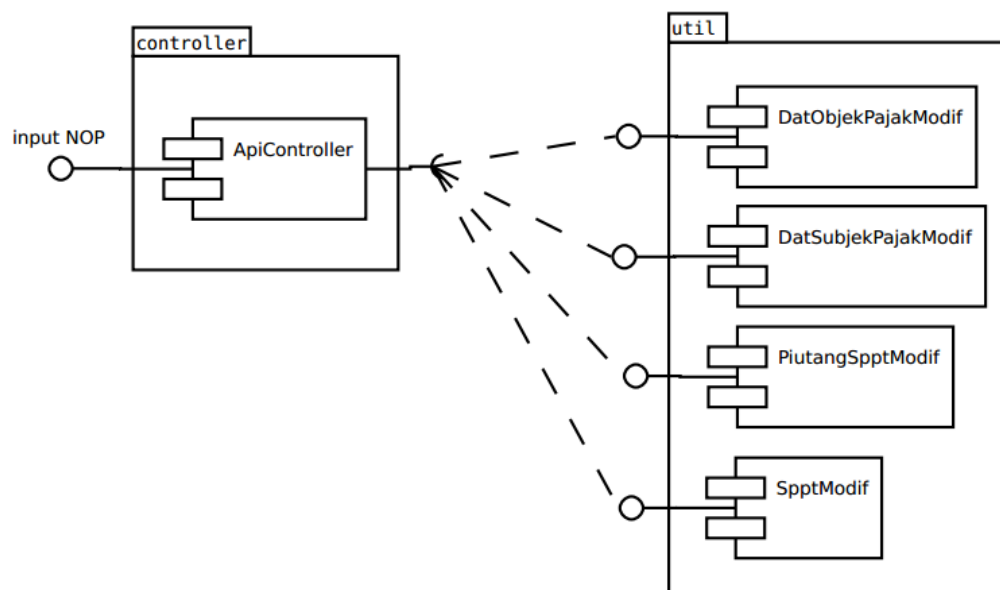 controller
util
input NOP
ApiController
DatObjekPajakModif
DatSubjekPajakModif
PiutangSpptModif
SpptModif